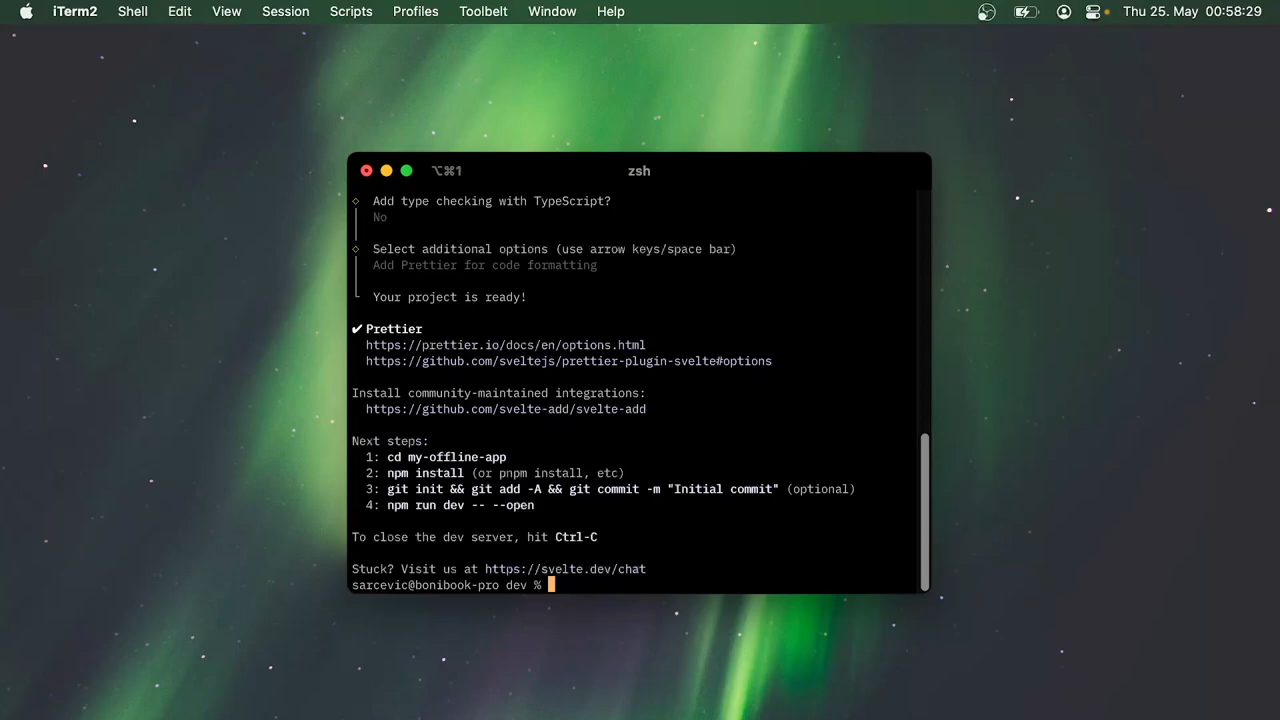 iTerm2 Shell Edit View Session Scripts Profiles Toolbelt Window Help Thu 25. May 00:58:29
⌥⌘1 zsh
Add type checking with TypeScript?
No
Select additional options (use arrow keys/space bar)
Add Prettier for code formatting
Your project is ready!
✔ Prettier
https://prettier.io/docs/en/options.html
https://github.com/sveltejs/prettier-plugin-svelte#options
Install community-maintained integrations:
https://github.com/svelte-add/svelte-add
Next steps:
1: cd my-offline-app
2: npm install (or pnpm install, etc)
3: git init && git add -A && git commit -m "Initial commit" (optional)
4: npm run dev -- --open
To close the dev server, hit Ctrl-C
Stuck? Visit us at https://svelte.dev/chat
sarcevic@bonibook-pro dev %